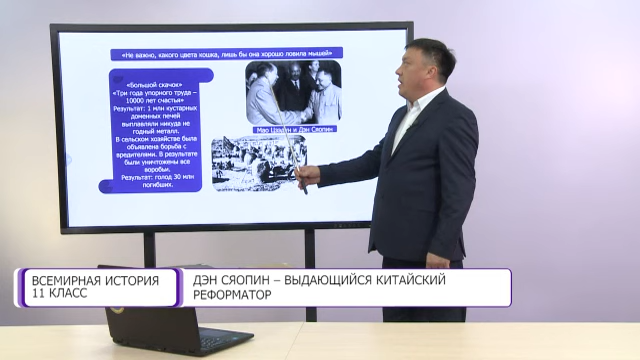 «Не важно, какого цвета кошка, лишь бы она хорошо ловила мышей»
«Большой скачок»
«Три года упорного труда –
10000 лет счастья»
Результат: 1 млн кустарных
доменных печей
выплавляли никуда не
годный металл.
В сельском хозяйстве была
объявлена борьба с
вредителями. В результате
были уничтожены все
воробьи.
Результат: голод 30 млн
погибших.
Мао Цзэдун и Дэн Сяопин
ВСЕМИРНАЯ ИСТОРИЯ
11 КЛАСС
ДЭН СЯОПИН – ВЫДАЮЩИЙСЯ КИТАЙСКИЙ
РЕФОРМАТОР